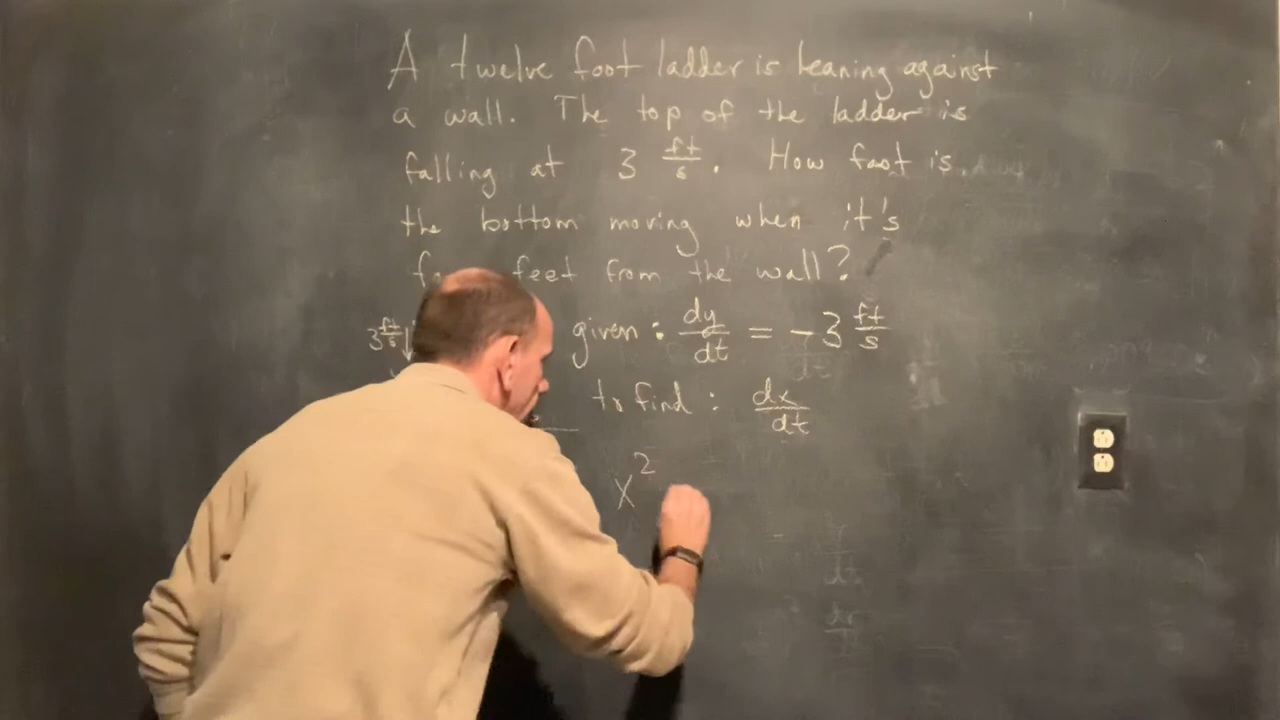 A twelve foot ladder is leaning against
a wall. The top of the ladder is
falling at 3 ft/s. How fast is
the bottom moving when it's
feet from the wall?
3 ft/s ↓ given: dy/dt = -3 ft/s
to find: dx/dt
x²